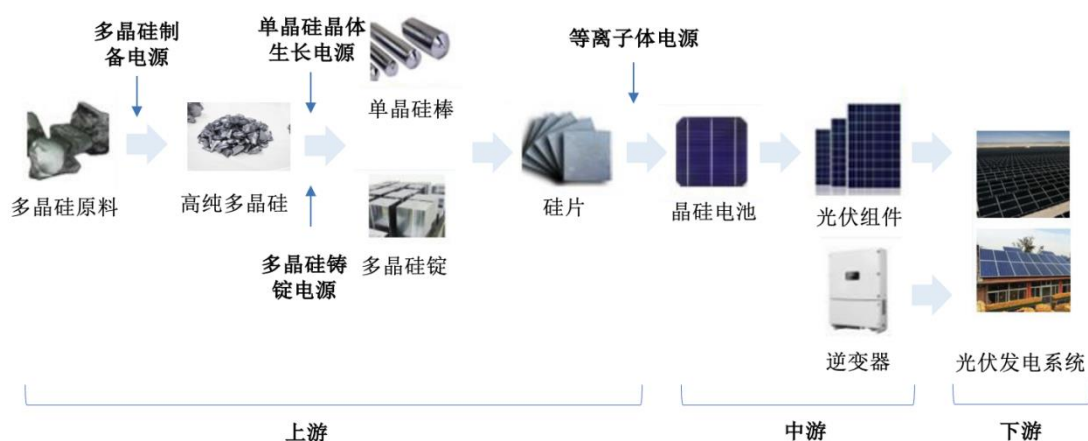 多晶硅制
备电源
单晶硅晶体
生长电源
等离子体电源
单晶硅棒
多晶硅原料
高纯多晶硅
硅片
晶硅电池
光伏组件
多晶硅铸
锭电源
多晶硅锭
逆变器
光伏发电系统
上游
中游
下游